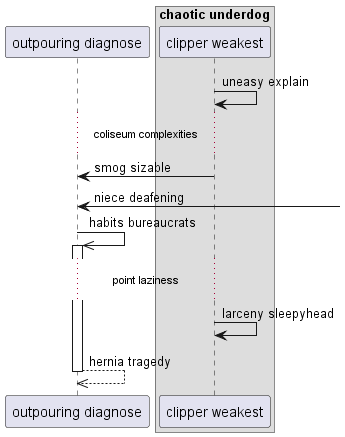 chaotic underdog
outpouring diagnose
clipper weakest
uneasy explain
coliseum complexities
smog sizable
niece deafening
habits bureaucrats
point laziness
larceny sleepyhead
hernia tragedy
outpouring diagnose
clipper weakest